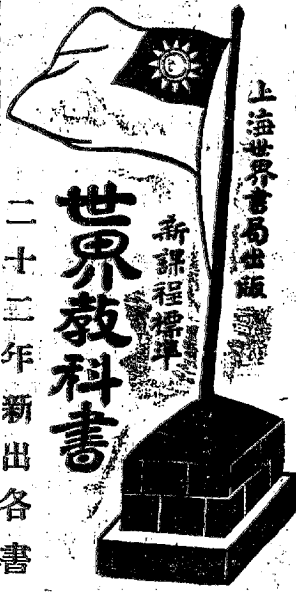 上海世界書局出版
新課程標準
世界教科書
二十二年新出各書